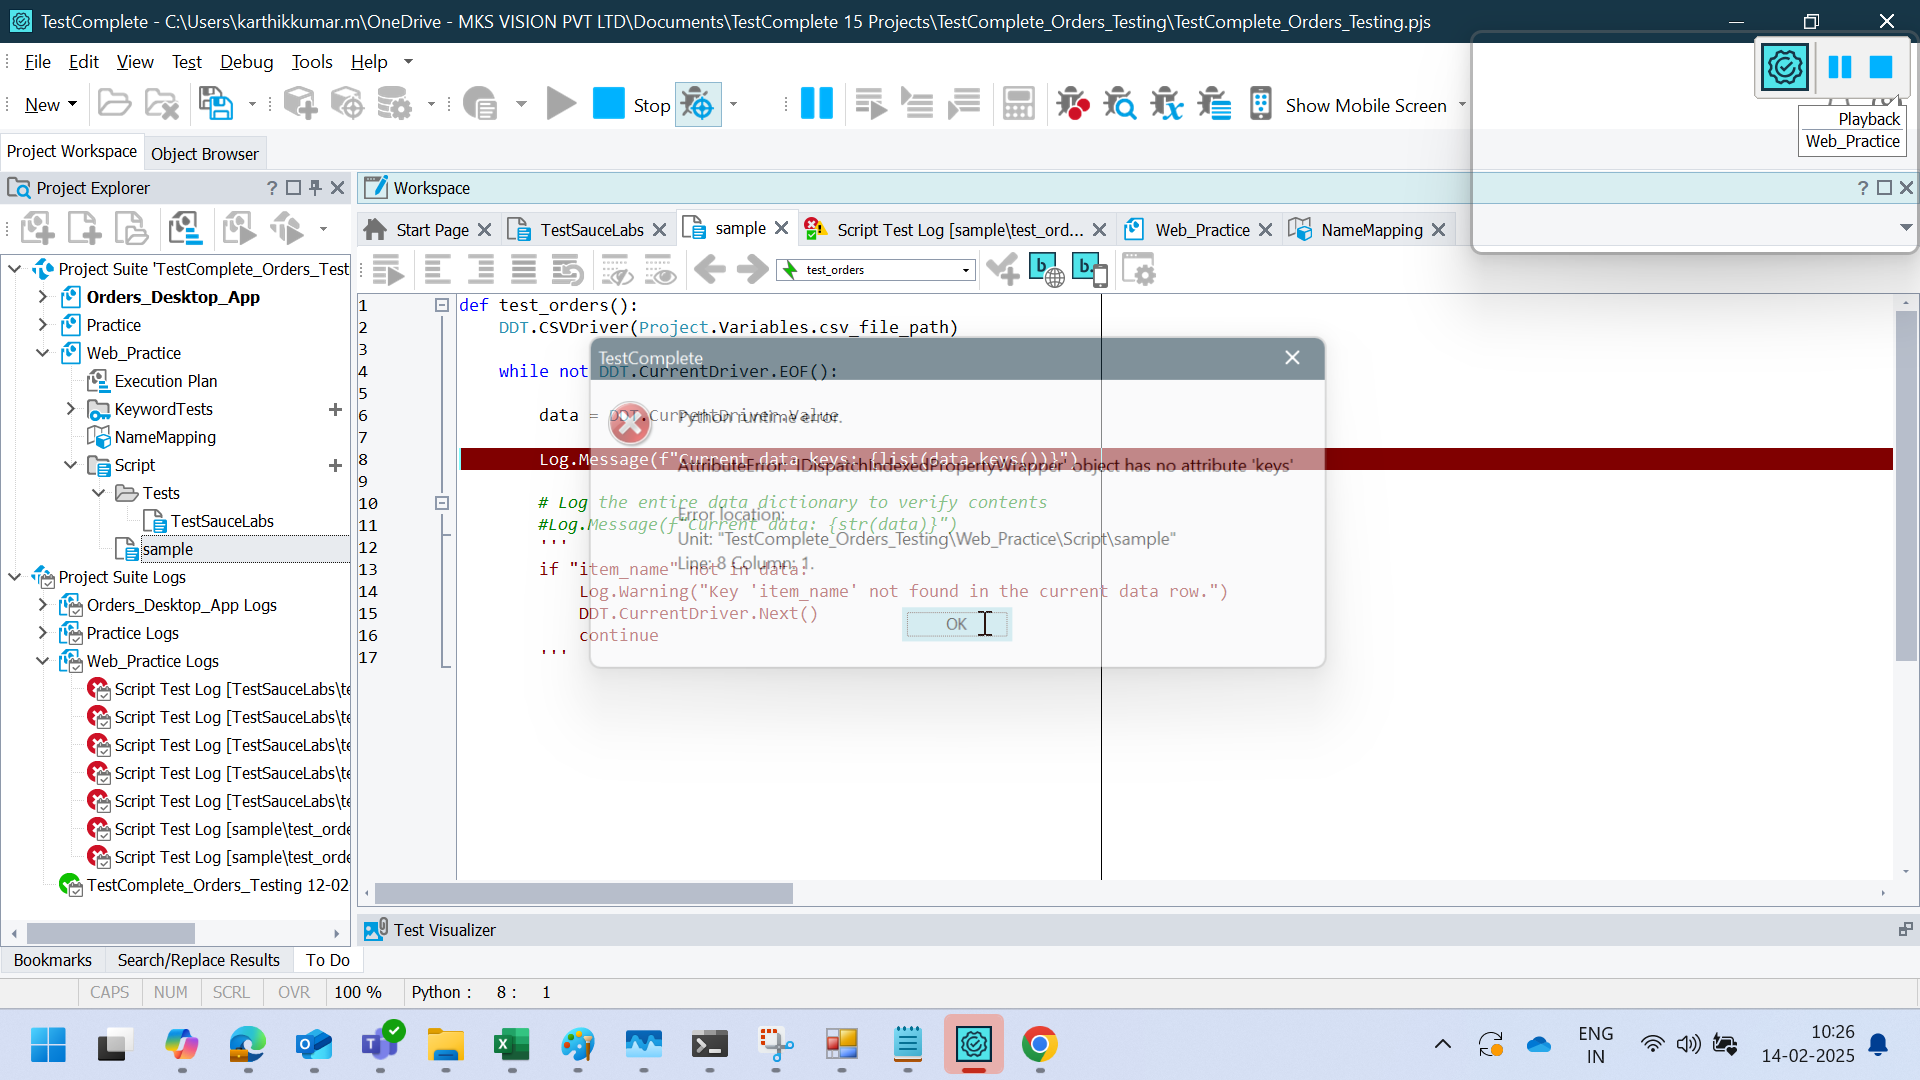 TestComplete - C:\Users\karthikkumar.m\OneDrive - MKS VISION PVT LTD\Documents\TestComplete 15 Projects\TestComplete_Orders_Testing\TestComplete_Orders_Testing.pjs
File Edit View Test Debug Tools Help
New Stop Show Mobile Screen
Playback
Web_Practice
Project Workspace Object Browser
Project Explorer
Workspace
Start Page TestSauceLabs sample Script Test Log [sample\test_ord... Web_Practice NameMapping
test_orders
Project Suite 'TestComplete_Orders_Test
Orders_Desktop_App
Practice
Web_Practice
Execution Plan
KeywordTests
NameMapping
Script
Tests
TestSauceLabs
sample
Project Suite Logs
Orders_Desktop_App Logs
Practice Logs
Web_Practice Logs
Script Test Log [TestSauceLabs\te
Script Test Log [TestSauceLabs\te
Script Test Log [TestSauceLabs\te
Script Test Log [TestSauceLabs\te
Script Test Log [TestSauceLabs\te
Script Test Log [sample\test_orde
Script Test Log [sample\test_orde
TestComplete_Orders_Testing 12-02
1 def test_orders():
2 DDT.CSVDriver(Project.Variables.csv_file_path)
3
4 while not DDT.CurrentDriver.EOF():
5
6 data = DDT.CurrentDriver.Value
7
8 Log.Message(f"Current data keys: {list(data.keys())}")
9
10 # Log the entire data dictionary to verify contents
11 #Log.Message(f"Current data: {str(data)}")
12 '''
13 if "item_name" not in data:
14 Log.Warning("Key 'item_name' not found in the current data row.")
15 DDT.CurrentDriver.Next()
16 continue
17 '''
TestComplete
Python runtime error.
AttributeError: 'IDispatchIndexedPropertyWrapper' object has no attribute 'keys'
Error location:
Unit: "TestComplete_Orders_Testing\Web_Practice\Script\sample"
Line: 8 Column: 1.
OK
Test Visualizer
Bookmarks Search/Replace Results To Do
CAPS NUM SCRL OVR 100 % Python : 8 : 1
ENG
IN
10:26
14-02-2025